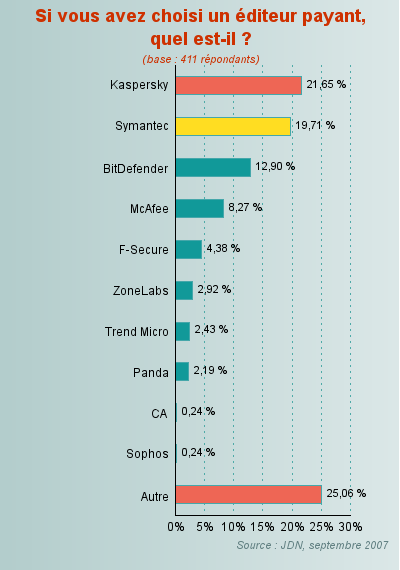 Si vous avez choisi un éditeur payant,
quel est-il ?
(base : 411 répondants)
Kaspersky 21,65 %
Symantec 19,71 %
BitDefender 12,90 %
McAfee 8,27 %
F-Secure 4,38 %
ZoneLabs 2,92 %
Trend Micro 2,43 %
Panda 2,19 %
CA 0,24 %
Sophos 0,24 %
Autre 25,06 %
0% 5% 10% 15% 20% 25% 30%
Source : JDN, septembre 2007